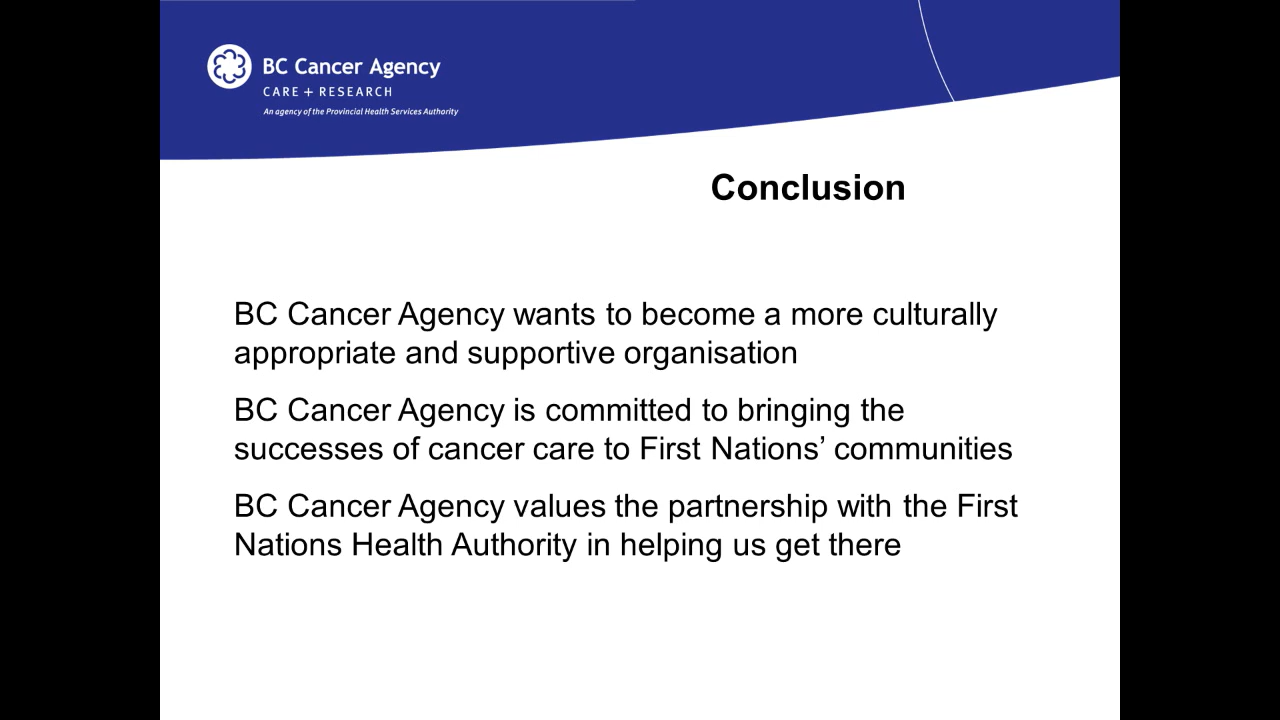 BC Cancer Agency
CARE + RESEARCH
An agency of the Provincial Health Services Authority
Conclusion
BC Cancer Agency wants to become a more culturally
appropriate and supportive organisation
BC Cancer Agency is committed to bringing the
successes of cancer care to First Nations’ communities
BC Cancer Agency values the partnership with the First
Nations Health Authority in helping us get there